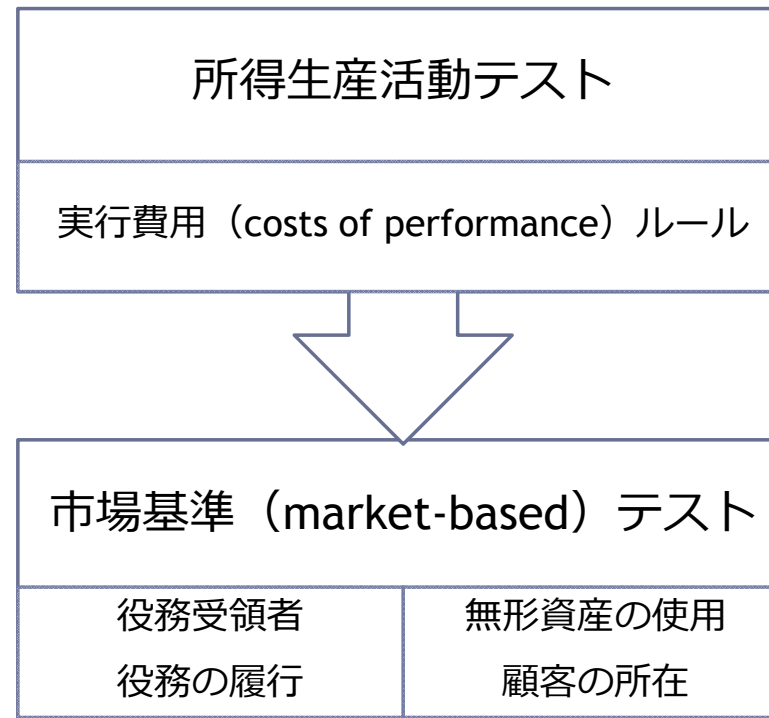 所得生産活動テスト
実行費用（costs of performance）ルール
市場基準（market-based）テスト
役務受領者
役務の履行
無形資産の使用
顧客の所在